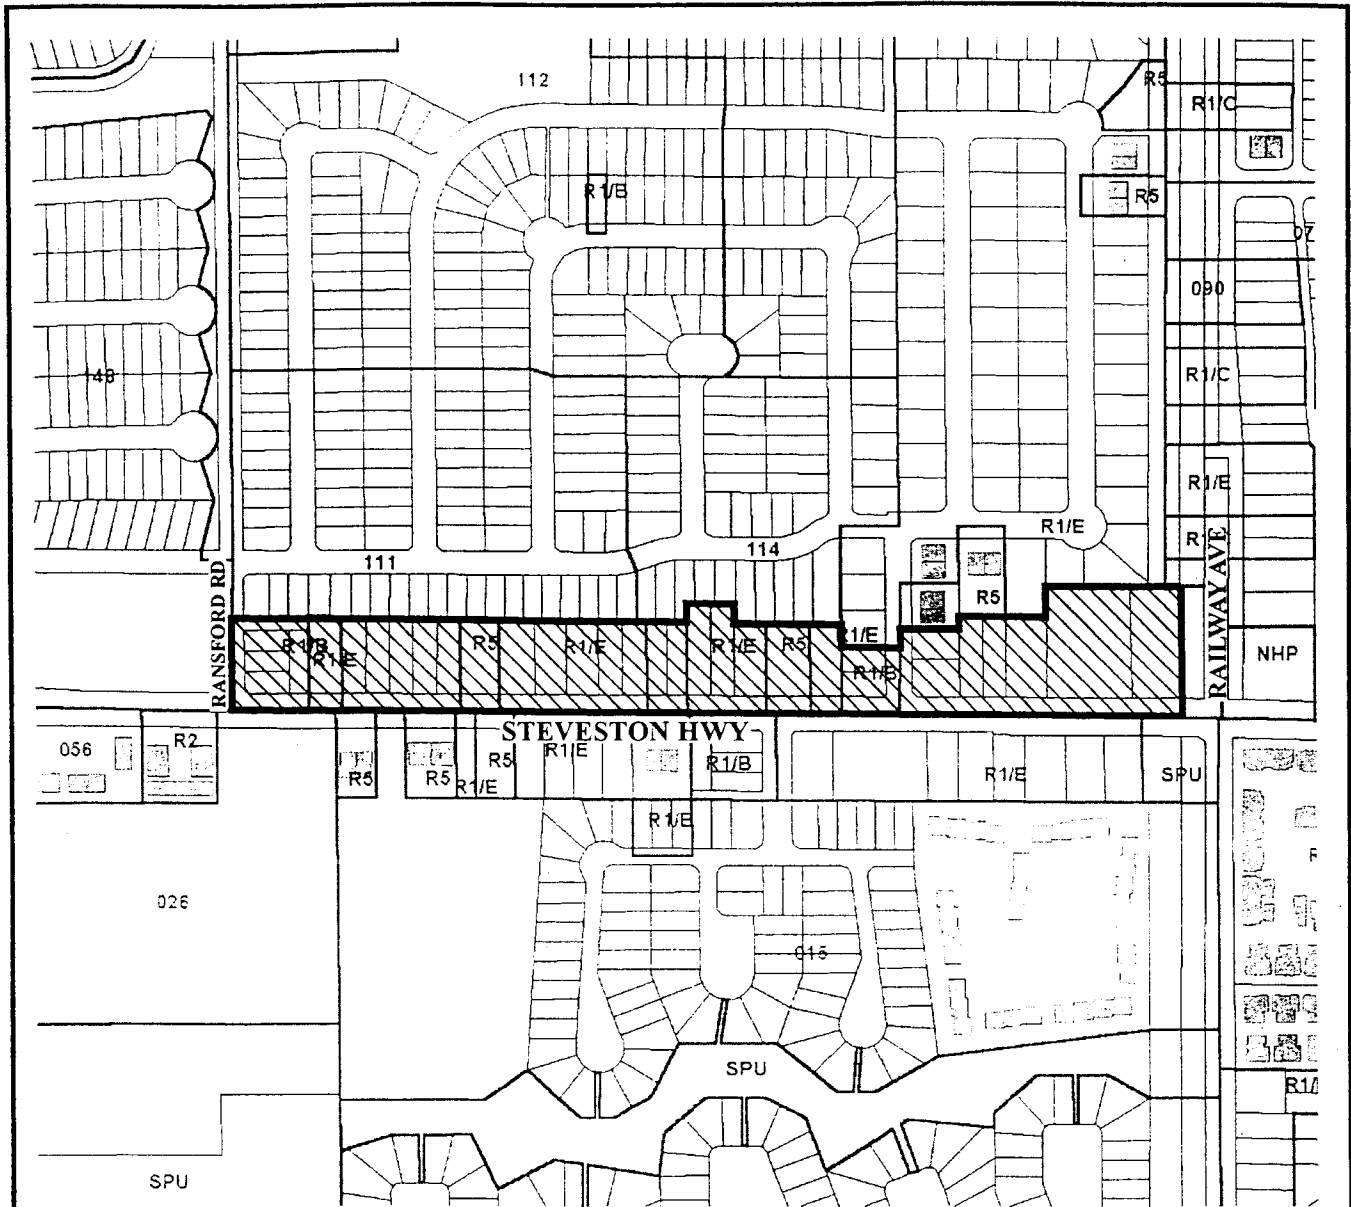 112
R5
R1/C
R1/B
R5
07
090
148
R1/C
R1/E
R1/E
111
114
R5
RANSFORD RD
RAILWAY AVE
R1/B
R1/E
R5
R1/E
R1/E
R5
R1/E
R1/B
NHP
STEVESTON HWY
056
R2
R5
R5
R1/E
R5
R1/E
R1/B
R1/E
SPU
R1/E
026
015
SPU
SPU